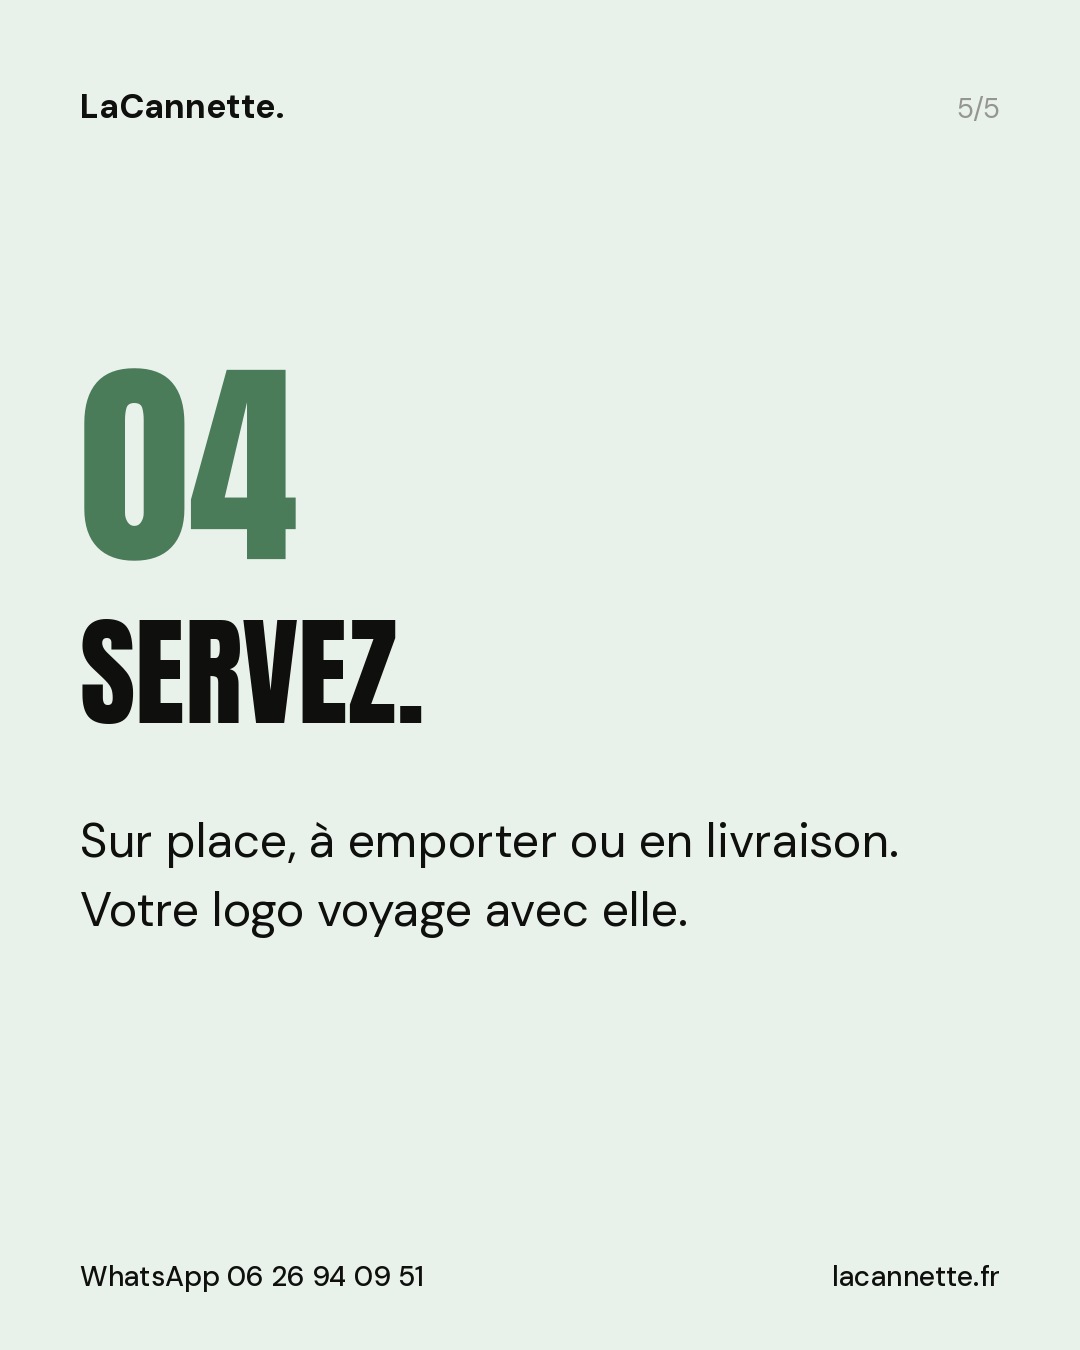 LaCannette.
5/5
04
SERVEZ.
Sur place, à emporter ou en livraison.
Votre logo voyage avec elle.
WhatsApp 06 26 94 09 51
lacannette.fr